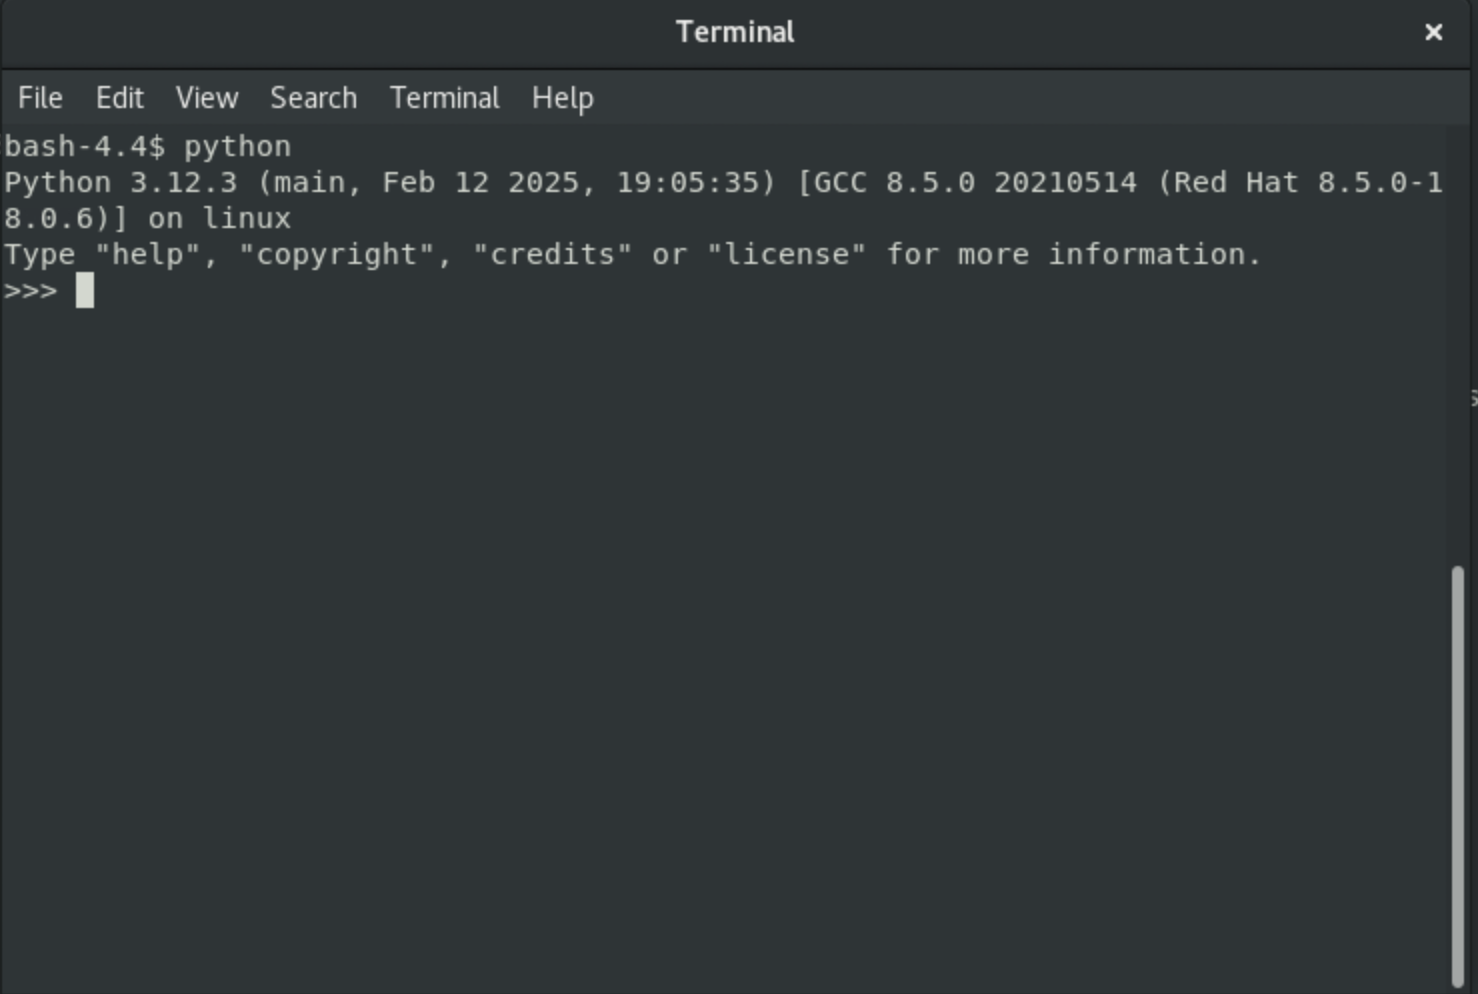 Terminal
File Edit View Search Terminal Help
bash-4.4$ python
Python 3.12.3 (main, Feb 12 2025, 19:05:35) [GCC 8.5.0 20210514 (Red Hat 8.5.0-1
8.0.6)] on linux
Type "help", "copyright", "credits" or "license" for more information.
>>>